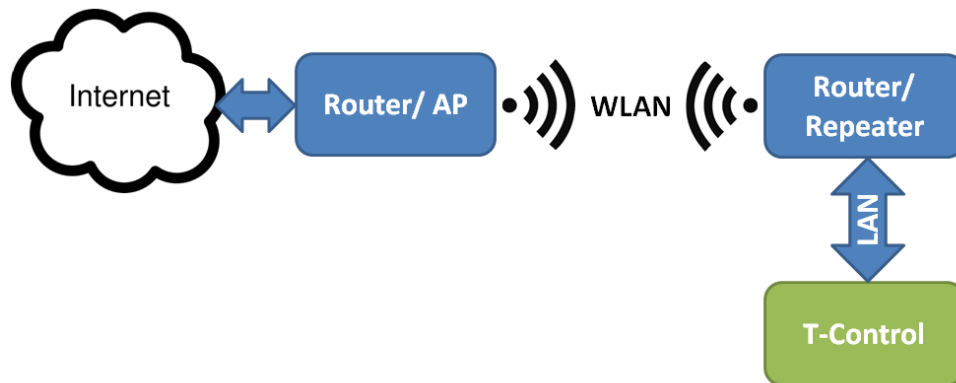 Internet
Router/ AP
WLAN
Router/
Repeater
LAN
T-Control